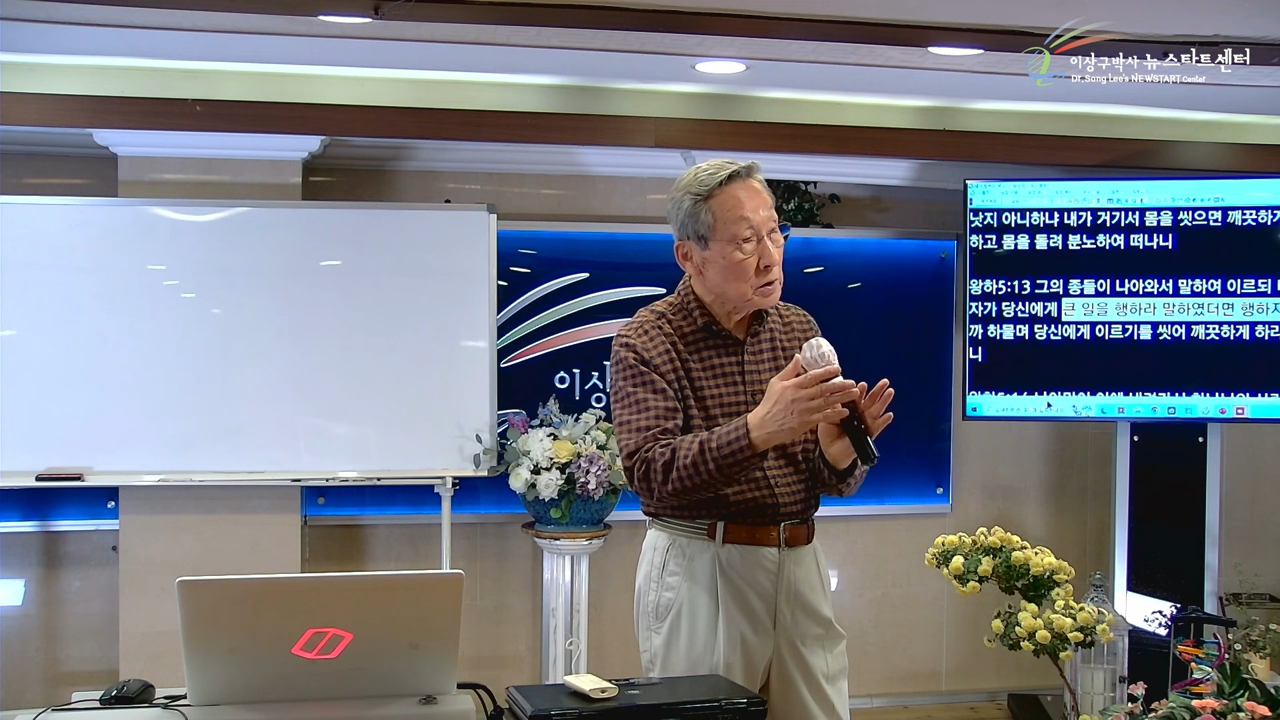 이상구박사 뉴스타트센터
Dr. Sang Lee's NEWSTART Center
낫지 아니하냐 내가 거기서 몸을 씻으면 깨끗하게
하고 몸을 돌려 분노하여 떠나니
왕하5:13 그의 종들이 나아와서 말하여 이르되
자가 당신에게 큰 일을 행하라 말하였더면 행하지
까 하물며 당신에게 이르기를 씻어 깨끗하게 하라
니
이상